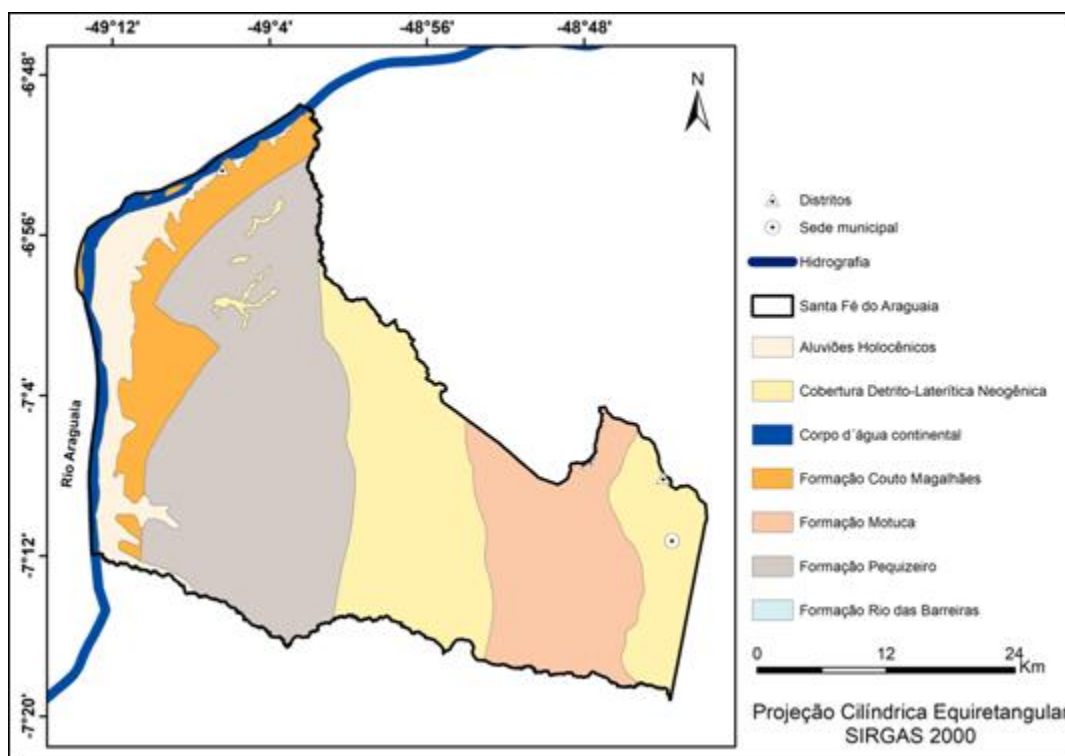 -49°12'
-49°4'
-48°56'
-48°48'
-6°48'
-6°56'
-7°4'
-7°12'
-7°20'
N
Rio Araguaia
Distritos
Sede municipal
Hidrografia
Santa Fé do Araguaia
Aluviões Holocênicos
Cobertura Detrito-Laterítica Neogênica
Corpo d´água continental
Formação Couto Magalhães
Formação Motuca
Formação Pequizeiro
Formação Rio das Barreiras
0 12 24
Km
Projeção Cilíndrica Equiretangular
SIRGAS 2000